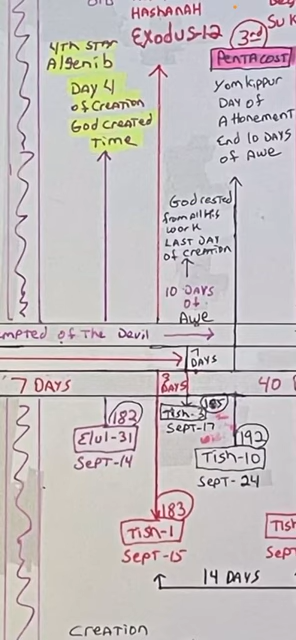 HASHANAH
Exodus-12
3rd
SuK
4TH STAR
Algenib
PENTACOST
DAY 4
of CREATION
God CREATED
Time
Yom Kippur
DAY of
Atonement
End 10 DAYS
of Awe
God rested
from all His
work
LAST DAY
of CREATION
10 DAYS
of
Awe
empted of The Devil
7 DAYS
7 DAYS
DAYS
40
182
Elul-31
Sept-14
Tish-3
185
Sept-17
192
Tish-10
Sept-24
183
Tish-1
Sept-15
Tish
Sept
14 DAYS
CREATION